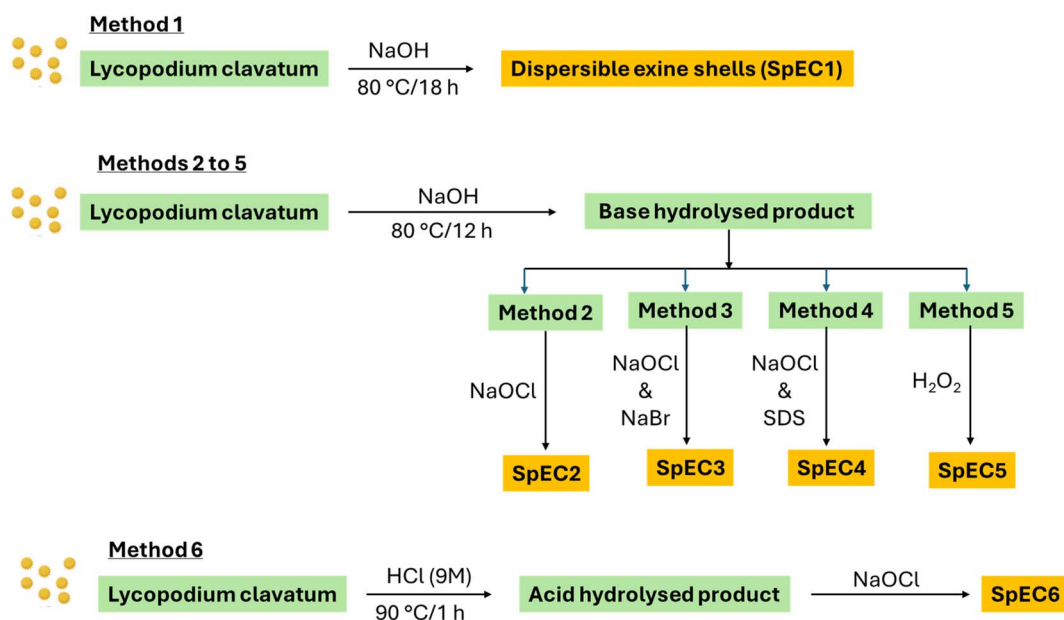 Method 1
Lycopodium clavatum
NaOH
80 °C/18 h
Dispersible exine shells (SpEC1)
Methods 2 to 5
Lycopodium clavatum
NaOH
80 °C/12 h
Base hydrolysed product
Method 2
Method 3
Method 4
Method 5
NaOCl
NaOCl
&
NaBr
NaOCl
&
SDS
H₂O₂
SpEC2
SpEC3
SpEC4
SpEC5
Method 6
Lycopodium clavatum
HCl (9M)
90 °C/1 h
Acid hydrolysed product
NaOCl
SpEC6